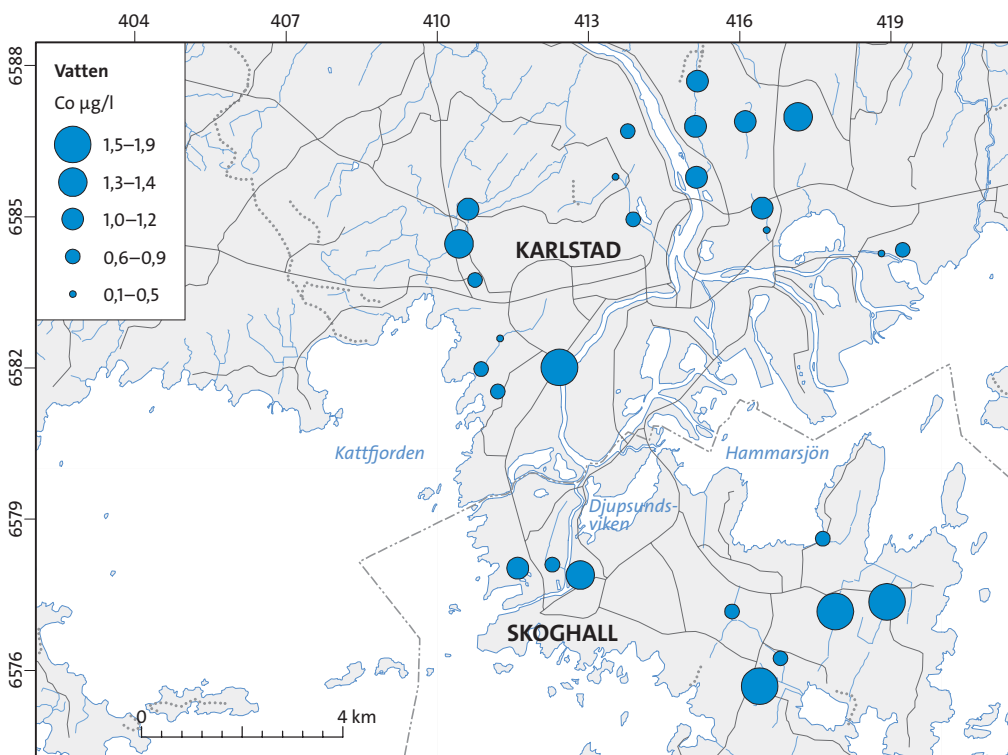 404 407 410 413 416 419
6588
6585
6582
6579
6576
Vatten
Co µg/l
1,5–1,9
1,3–1,4
1,0–1,2
0,6–0,9
0,1–0,5
KARLSTAD
Kattfjorden
Hammarsjön
Djupsunds-
viken
SKOGHALL
0 4 km